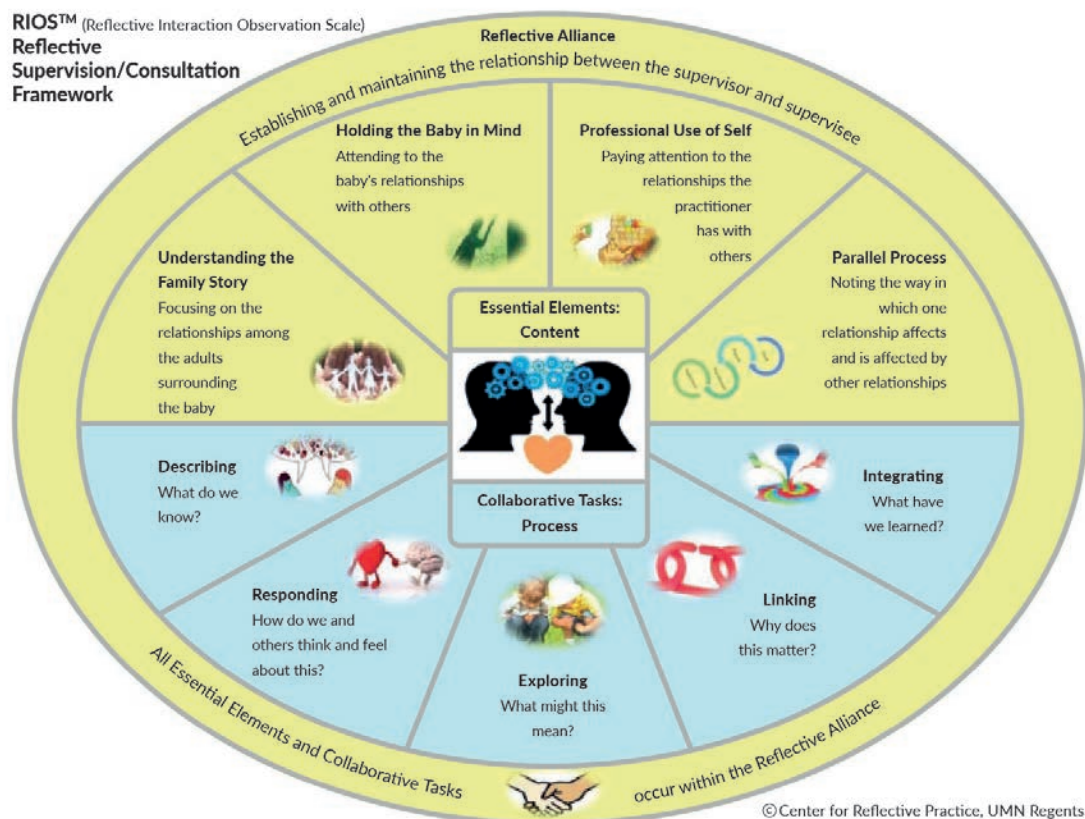 RIOS™ (Reflective Interaction Observation Scale)
Reflective
Supervision/Consultation
Framework
Reflective Alliance
Establishing and maintaining the relationship between the supervisor and supervisee
Holding the Baby in Mind
Attending to the
baby's relationships
with others
Professional Use of Self
Paying attention to the
relationships the
practitioner
has with
others
Understanding the
Family Story
Focusing on the
relationships among
the adults
surrounding
the baby
Parallel Process
Noting the way in
which one
relationship affects
and is affected by
other relationships
Essential Elements:
Content
Collaborative Tasks:
Process
Describing
What do we
know?
Responding
How do we and
others think and feel
about this?
Exploring
What might this
mean?
Linking
Why does
this matter?
Integrating
What have
we learned?
All Essential Elements and Collaborative Tasks
occur within the Reflective Alliance
©Center for Reflective Practice, UMN Regents